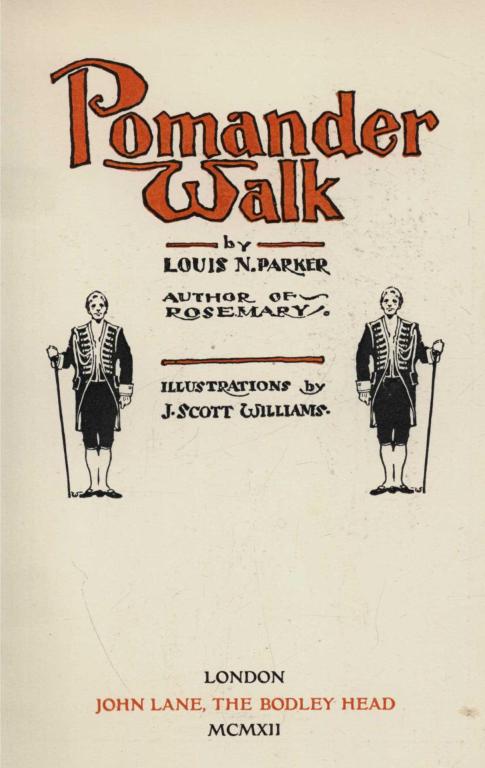 Pomander
Walk
by
LOUIS N. PARKER
AUTHOR OF
ROSEMARY.
ILLUSTRATIONS by
J. SCOTT WILLIAMS.
LONDON
JOHN LANE, THE BODLEY HEAD
MCMXII